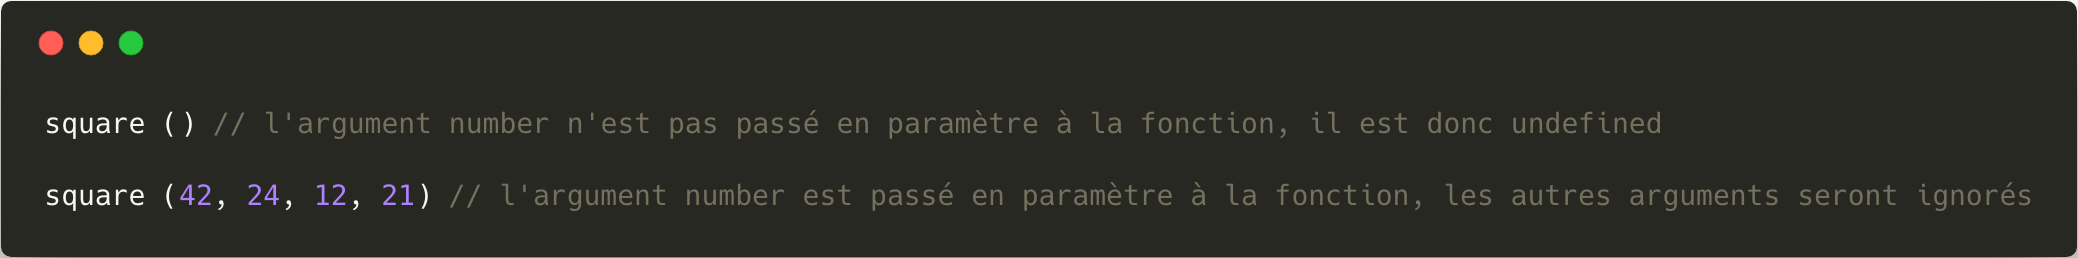 square () // l'argument number n'est pas passé en paramètre à la fonction, il est donc undefined
square (42, 24, 12, 21) // l'argument number est passé en paramètre à la fonction, les autres arguments seront ignorés